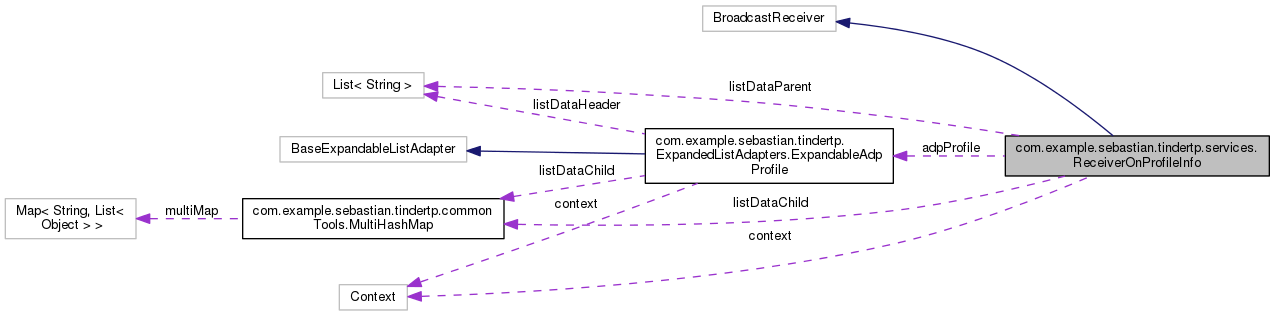 BroadcastReceiver
List< String >
listDataParent
listDataHeader
com.example.sebastian.tindertp.
ExpandedListAdapters.ExpandableAdp
Profile
adpProfile
com.example.sebastian.tindertp.services.
ReceiverOnProfileInfo
BaseExpandableListAdapter
listDataChild
context
listDataChild
Map< String, List<
Object > >
multiMap
com.example.sebastian.tindertp.common
Tools.MultiHashMap
context
Context